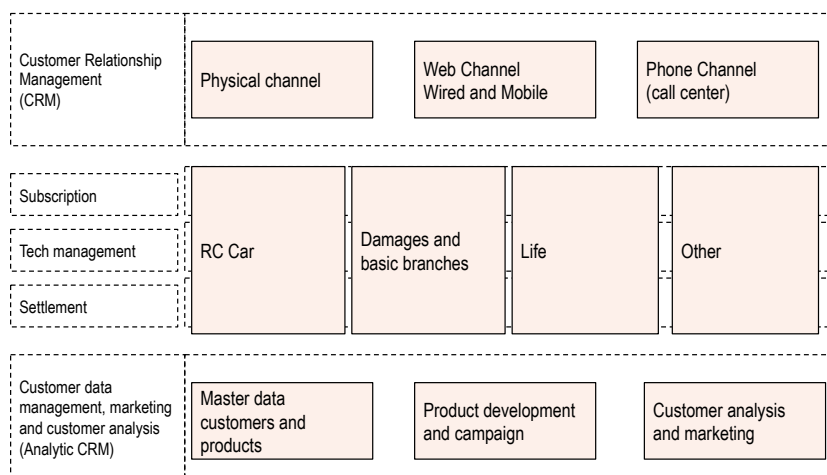 Customer Relationship
Management
(CRM)
Physical channel
Web Channel
Wired and Mobile
Phone Channel
(call center)
Subscription
Tech management
Settlement
RC Car
Damages and
basic branches
Life
Other
Customer data
management, marketing
and customer analysis
(Analytic CRM)
Master data
customers and
products
Product development
and campaign
Customer analysis
and marketing